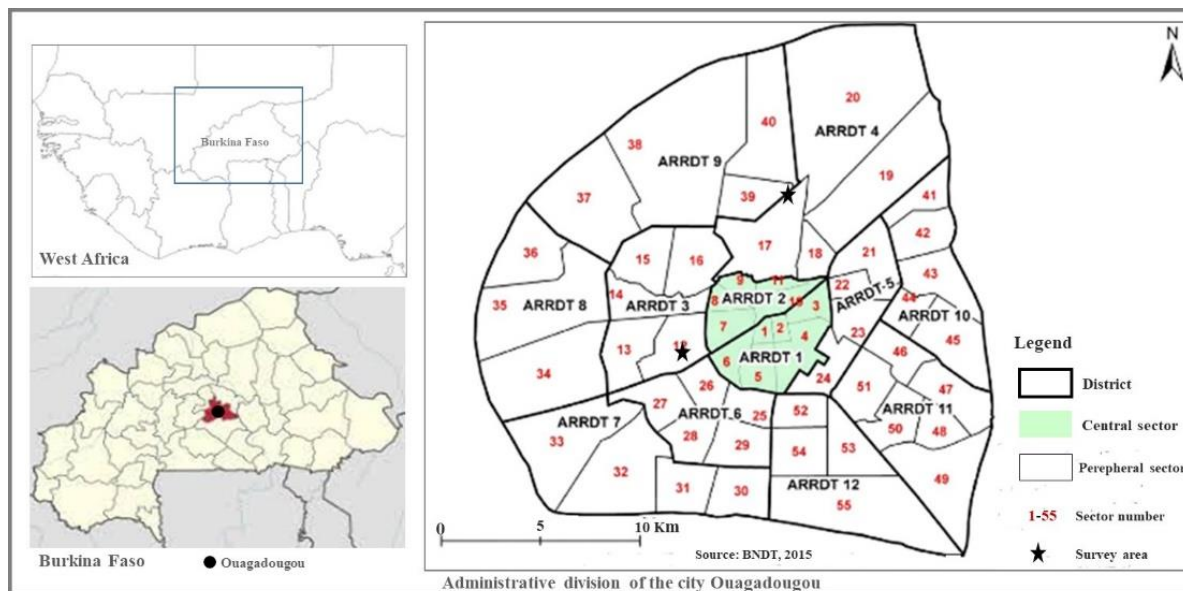 Burkina Faso
West Africa
Burkina Faso
Ouagadougou
N
20
40
ARRDT 4
38
ARRDT 9
19
37
39
41
17
42
36
15
16
18
21
43
9
11
22
14
8
ARRDT 2
10
3
ARRDT-5
44
35
ARRDT 8
ARRDT 3
7
1
2
4
23
ARRDT 10
45
13
12
46
34
6
ARRDT 1
5
24
51
47
26
27
ARRDT 6
25
52
ARRDT 11
ARRDT 7
33
28
29
54
53
50
48
32
31
30
ARRDT 12
55
49
0
5
10 Km
Source: BNDT, 2015
Legend
District
Central sector
Perepheral sector
1-55 Sector number
Survey area
Administrative division of the city Ouagadougou